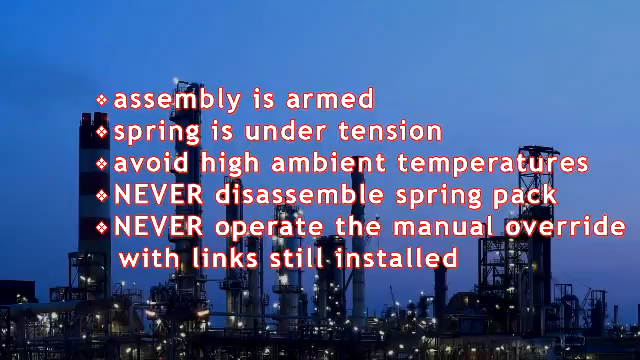 ❖assembly is armed
❖spring is under tension
❖avoid high ambient temperatures
❖NEVER disassemble spring pack
❖NEVER operate the manual override
with links still installed